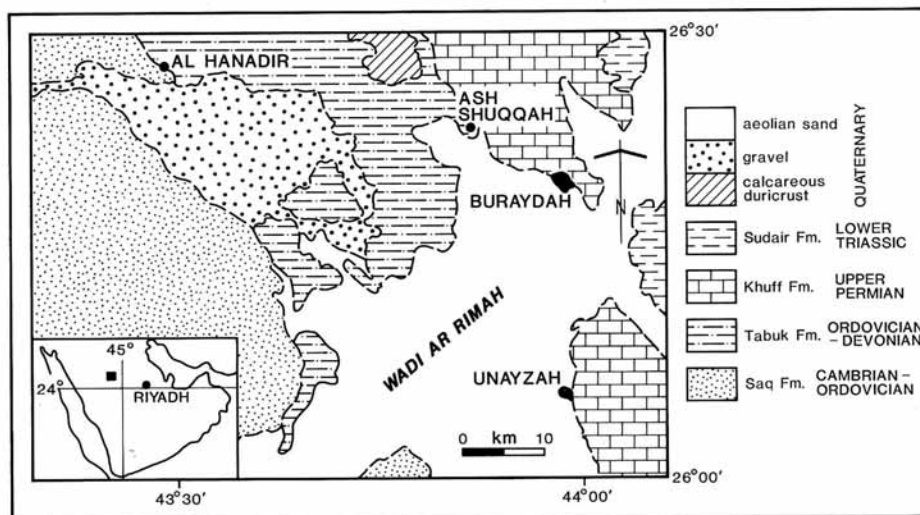 26°30'
AL HANADIR
ASH
SHUQQAH
BURAYDAH
N
WADI AR RIMAH
UNAYZAH
0 km 10
26°00'
43°30'
44°00'
45°
24°
RIYADH
aeolian sand
gravel
calcareous
duricrust
QUATERNARY
Sudair Fm. LOWER
TRIASSIC
Khuff Fm. UPPER
PERMIAN
Tabuk Fm. ORDOVICIAN
– DEVONIAN
Saq Fm. CAMBRIAN –
ORDOVICIAN